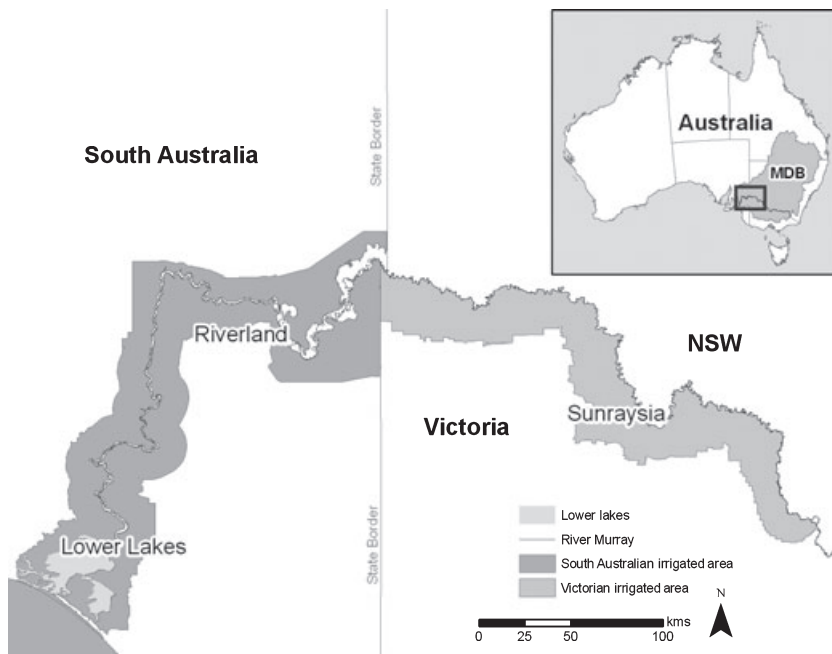 South Australia
State Border
Australia
MDB
Riverland
NSW
Sunraysia
Victoria
Lower Lakes
State Border
Lower lakes
River Murray
South Australian irrigated area
Victorian irrigated area
N
kms
0 25 50 100